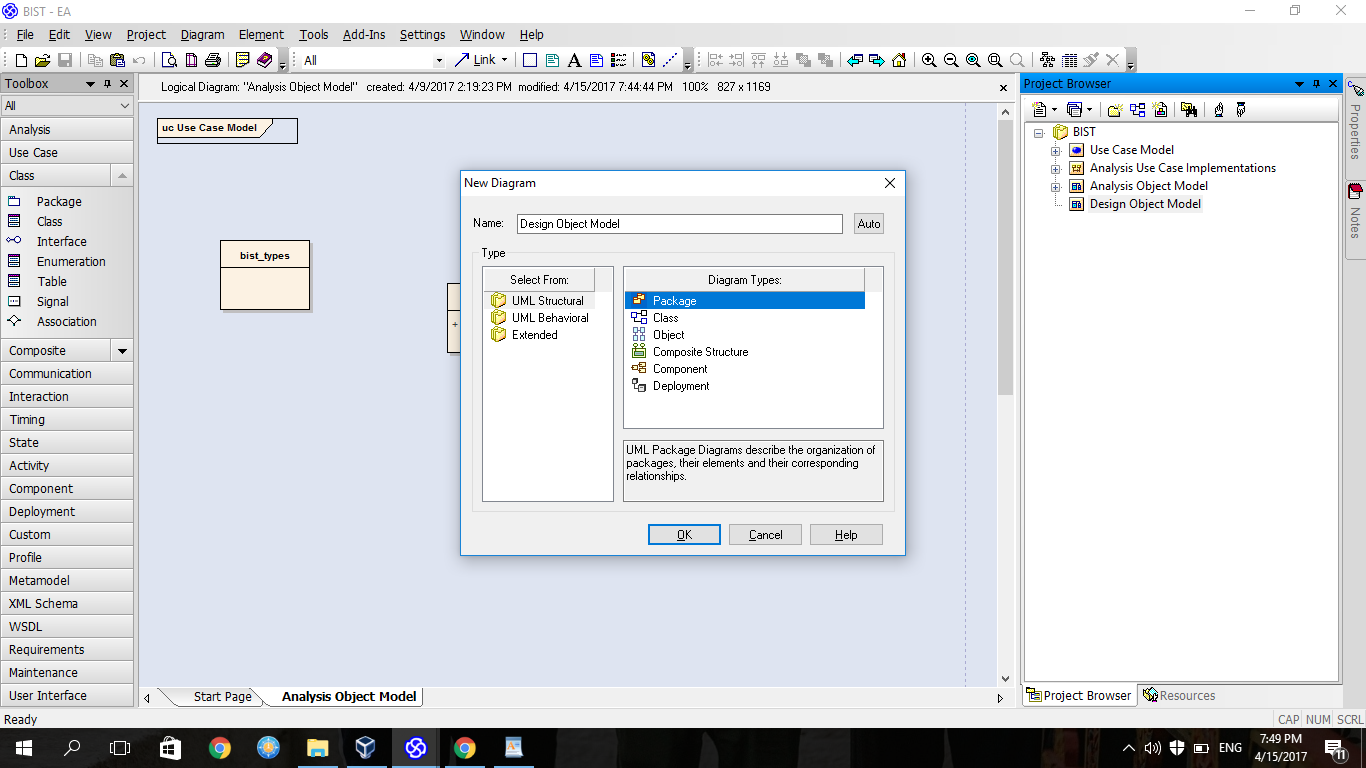 BIST - EA
File Edit View Project Diagram Element Tools Add-Ins Settings Window Help
All Link
Toolbox
All
Analysis
Use Case
Class
Package
Class
Interface
Enumeration
Table
Signal
Association
Composite
Communication
Interaction
Timing
State
Activity
Component
Deployment
Custom
Profile
Metamodel
XML Schema
WSDL
Requirements
Maintenance
User Interface
Logical Diagram: "Analysis Object Model" created: 4/9/2017 2:19:23 PM modified: 4/15/2017 7:44:44 PM 100% 827 x 1169
uc Use Case Model
bist_types
+
New Diagram
Name: Design Object Model Auto
Type
Select From:
UML Structural
UML Behavioral
Extended
Diagram Types:
Package
Class
Object
Composite Structure
Component
Deployment
UML Package Diagrams describe the organization of
packages, their elements and their corresponding
relationships.
OK Cancel Help
Start Page Analysis Object Model
Project Browser
BIST
Use Case Model
Analysis Use Case Implementations
Analysis Object Model
Design Object Model
Project Browser Resources
Properties
Notes
Ready
CAP NUM SCRL
ENG
7:49 PM
4/15/2017
11